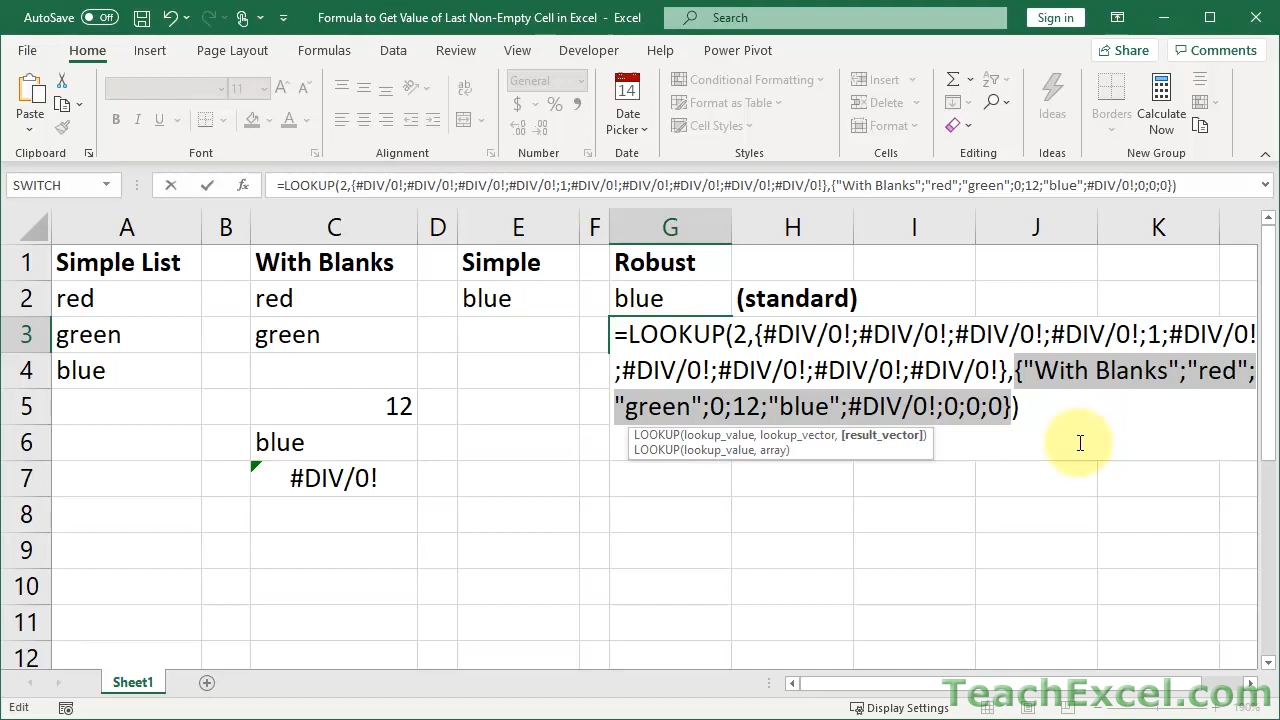 AutoSave Off Formula to Get Value of Last Non-Empty Cell in Excel - Excel Search Sign in
File Home Insert Page Layout Formulas Data Review View Developer Help Power Pivot Share Comments
General
11
14
Conditional Formatting
Format as Table
Cell Styles
Insert
Delete
Format
Paste
B I U
$ % 9
Date Picker
Ideas
Borders
Calculate Now
Clipboard Font Alignment Number Date Styles Cells Editing Ideas New Group
SWITCH fx =LOOKUP(2,{#DIV/0!;#DIV/0!;#DIV/0!;#DIV/0!;1;#DIV/0!;#DIV/0!;#DIV/0!;#DIV/0!;#DIV/0!},{"With Blanks";"red";"green";0;12;"blue";#DIV/0!;0;0;0})
A B C D E F G H I J K
1 Simple List With Blanks Simple Robust
2 red red blue blue (standard)
3 green green =LOOKUP(2,{#DIV/0!;#DIV/0!;#DIV/0!;#DIV/0!;1;#DIV/0!
4 blue ;#DIV/0!;#DIV/0!;#DIV/0!;#DIV/0!},{"With Blanks";"red";
5 12 "green";0;12;"blue";#DIV/0!;0;0;0})
LOOKUP(lookup_value, lookup_vector, [result_vector])
LOOKUP(lookup_value, array)
6 blue
7 #DIV/0!
8
9
10
11
12
Sheet1
TeachExcel.com
Edit Display Settings